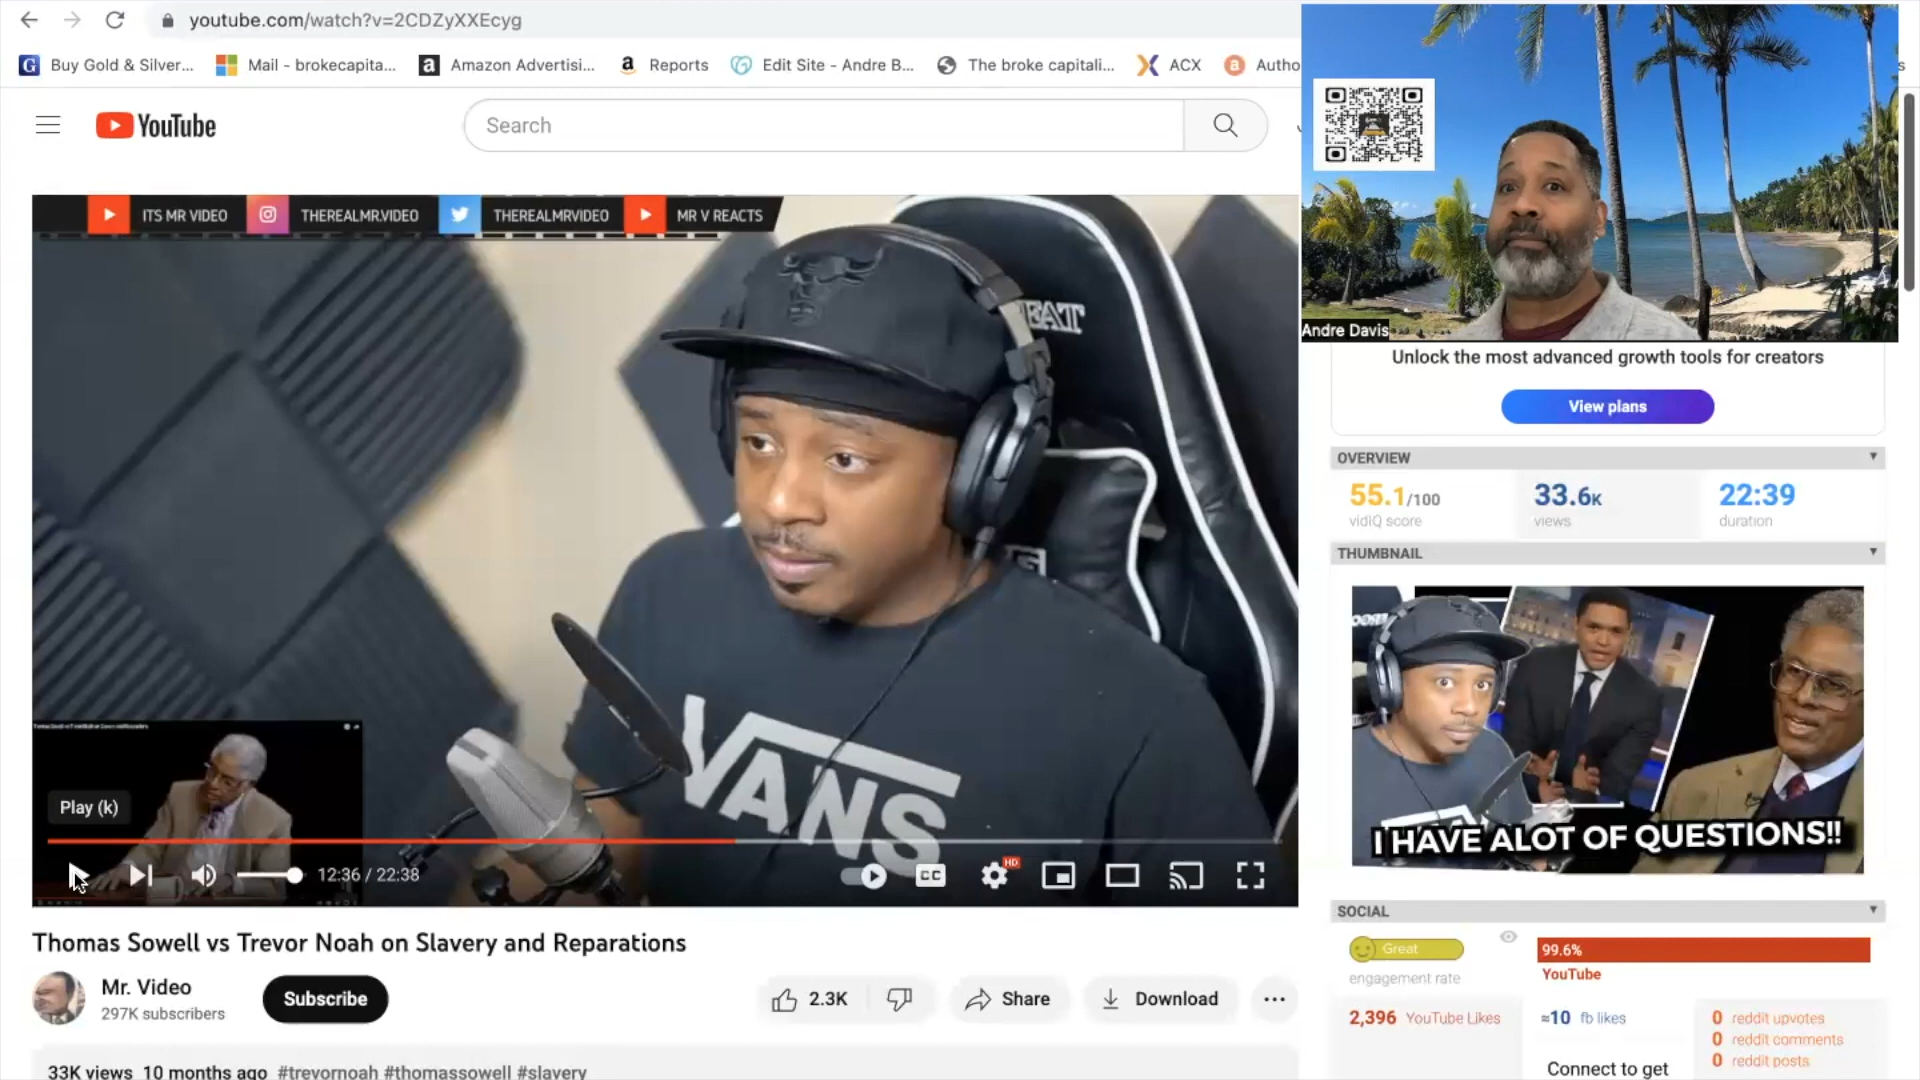 youtube.com/watch?v=2CDZyXXEcyg
Buy Gold & Silver...
Mail - brokecapita...
Amazon Advertisi...
Reports
Edit Site - Andre B...
The broke capitali...
ACX
Autho
YouTube
Search
ITS MR VIDEO
THEREALMR.VIDEO
THEREALMRVIDEO
MR V REACTS
EAT
VANS
Play (k)
12:36 / 22:38
CC
HD
Andre Davis
Unlock the most advanced growth tools for creators
View plans
OVERVIEW
55.1/100
vidIQ score
33.6K
views
22:39
duration
THUMBNAIL
I HAVE ALOT OF QUESTIONS!!
Thomas Sowell vs Trevor Noah on Slavery and Reparations
Mr. Video
297K subscribers
Subscribe
2.3K
Share
Download
33K views 10 months ago #trevornoah #thomassowell #slavery
SOCIAL
Great
engagement rate
99.6%
YouTube
2,396 YouTube Likes
≈10 fb likes
0 reddit upvotes
0 reddit comments
0 reddit posts
Connect to get